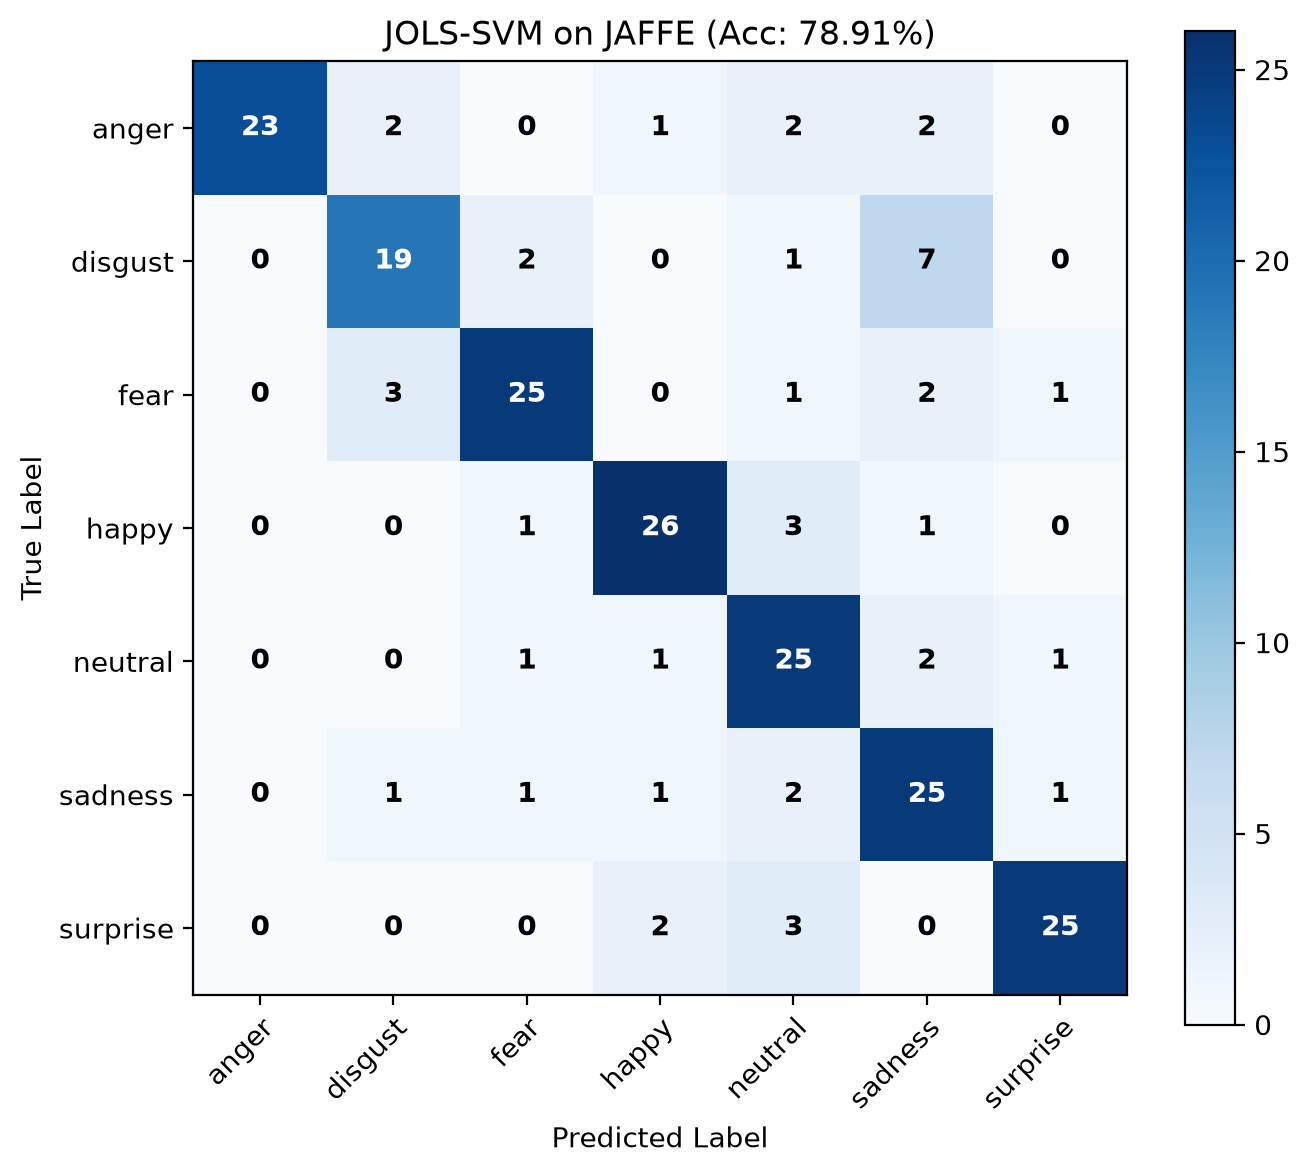 JOLS-SVM on JAFFE (Acc: 78.91%)
True Label
anger 23 2 0 1 2 2 0
disgust 0 19 2 0 1 7 0
fear 0 3 25 0 1 2 1
happy 0 0 1 26 3 1 0
neutral 0 0 1 1 25 2 1
sadness 0 1 1 1 2 25 1
surprise 0 0 0 2 3 0 25
anger disgust fear happy neutral sadness surprise
Predicted Label
25
20
15
10
5
0